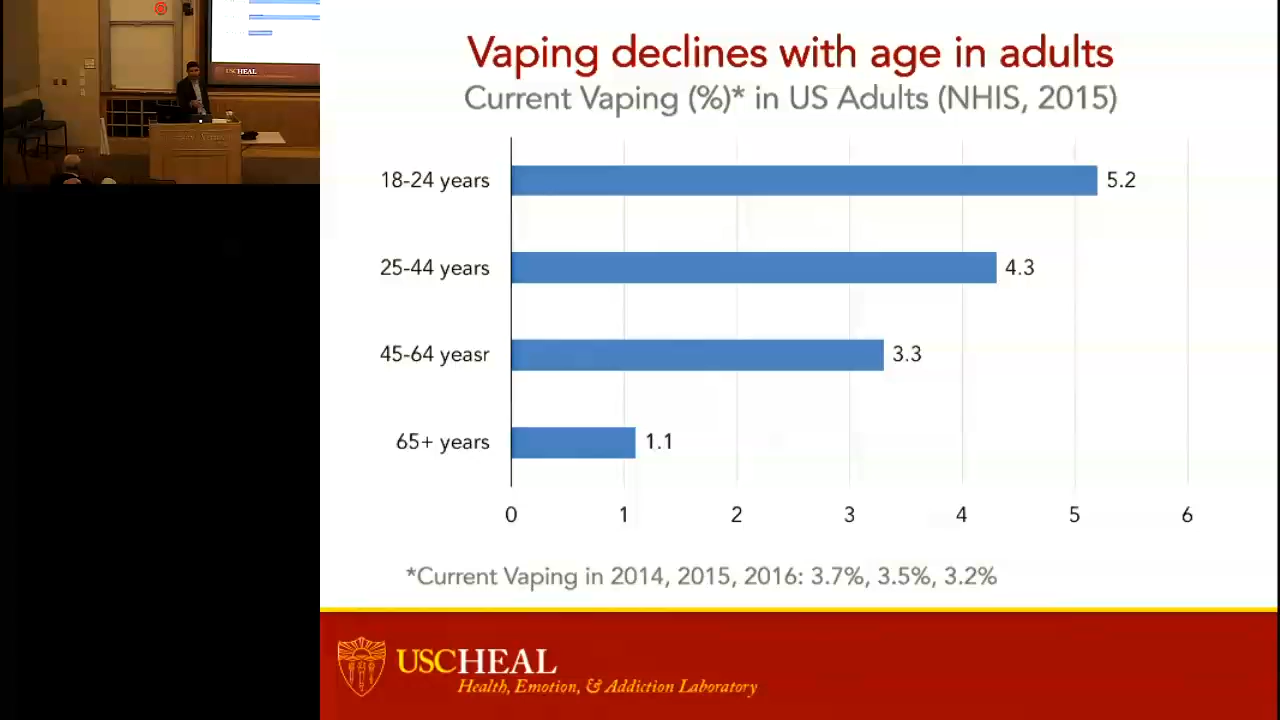 Vaping declines with age in adults
Current Vaping (%)* in US Adults (NHIS, 2015)
18-24 years
5.2
25-44 years
4.3
45-64 yeasr
3.3
65+ years
1.1
0 1 2 3 4 5 6
*Current Vaping in 2014, 2015, 2016: 3.7%, 3.5%, 3.2%
USCHEAL
Health, Emotion, & Addiction Laboratory
USCHEAL